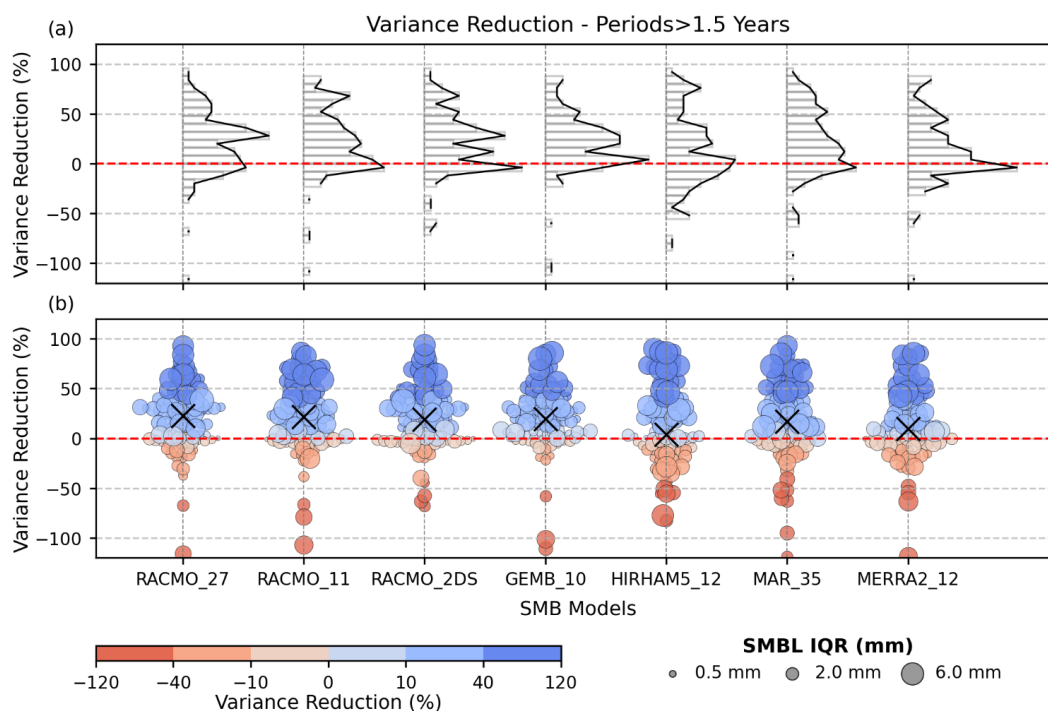 Variance Reduction - Periods>1.5 Years
(a)
Variance Reduction (%)
100
50
0
−50
−100
(b)
Variance Reduction (%)
100
50
0
−50
−100
RACMO_27 RACMO_11 RACMO_2DS GEMB_10 HIRHAM5_12 MAR_35 MERRA2_12
SMB Models
−120 −40 −10 0 10 40 120
Variance Reduction (%)
SMBL IQR (mm)
0.5 mm 2.0 mm 6.0 mm